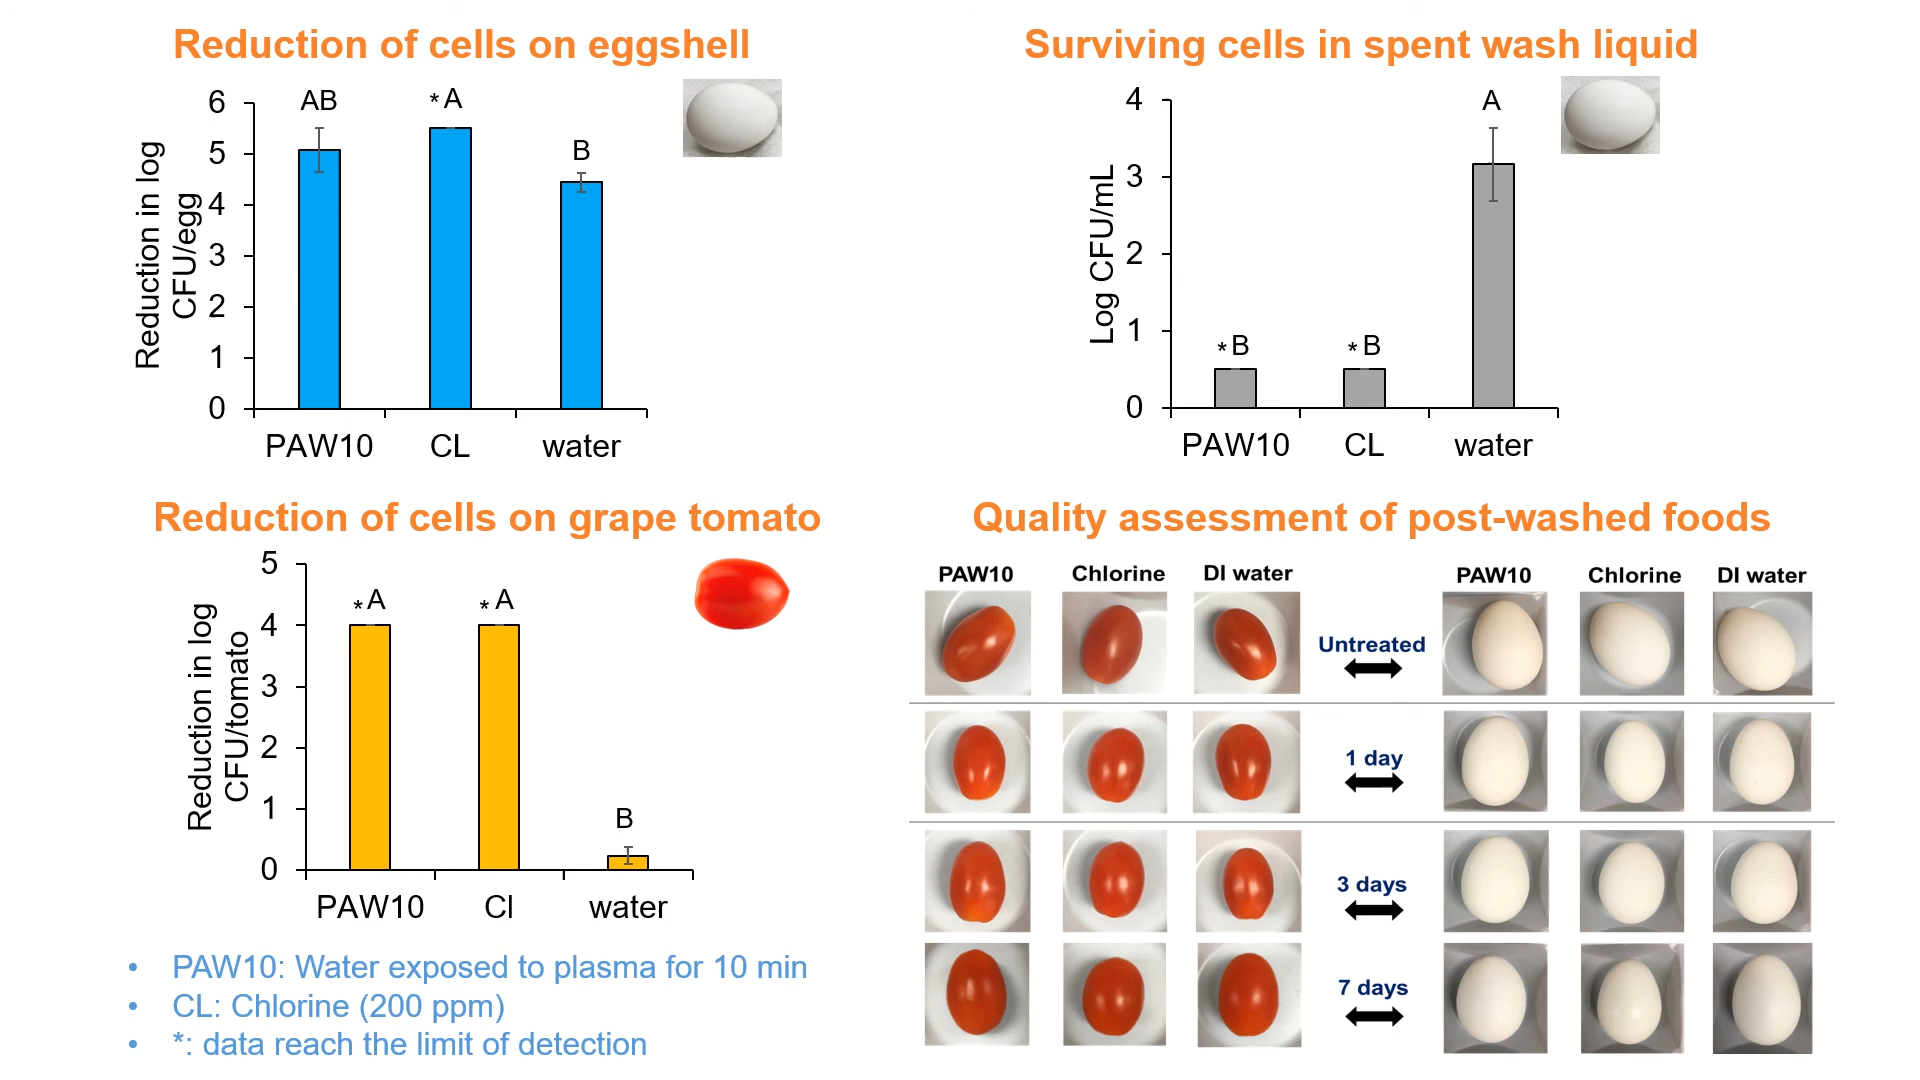 Reduction of cells on eggshell
Reduction in log
CFU/egg
6
5
4
3
2
1
0
AB
*A
B
PAW10
CL
water
Surviving cells in spent wash liquid
Log CFU/mL
4
3
2
1
0
*B
*B
A
PAW10
CL
water
Reduction of cells on grape tomato
Reduction in log
CFU/tomato
5
4
3
2
1
0
*A
*A
B
PAW10
Cl
water
PAW10: Water exposed to plasma for 10 min
CL: Chlorine (200 ppm)
*: data reach the limit of detection
Quality assessment of post-washed foods
PAW10 Chlorine DI water PAW10 Chlorine DI water
Untreated
1 day
3 days
7 days